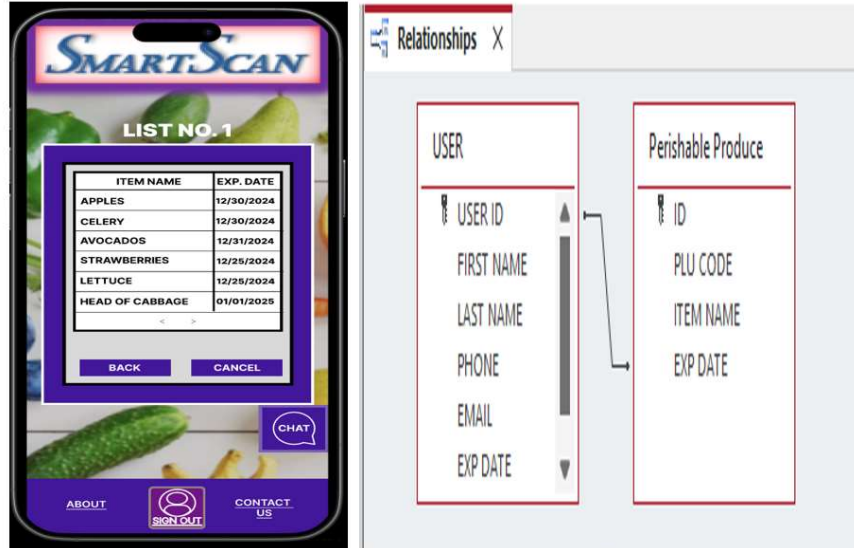 SMARTSCAN
LIST NO. 1
ITEM NAME EXP. DATE
APPLES 12/30/2024
CELERY 12/30/2024
AVOCADOS 12/31/2024
STRAWBERRIES 12/25/2024
LETTUCE 12/25/2024
HEAD OF CABBAGE 01/01/2025
< >
BACK CANCEL
CHAT
ABOUT
SIGN OUT
CONTACT
US
Relationships X
USER
USER ID
FIRST NAME
LAST NAME
PHONE
EMAIL
EXP DATE
Perishable Produce
ID
PLU CODE
ITEM NAME
EXP DATE